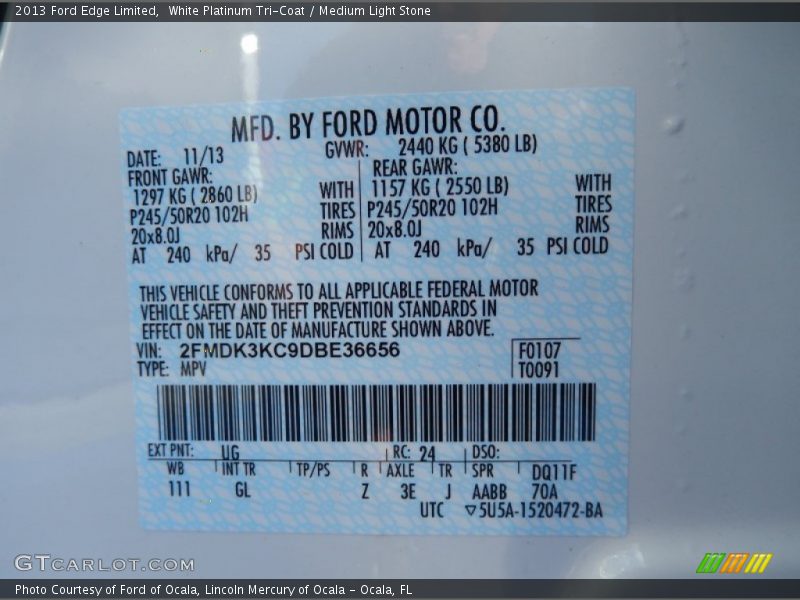 2013 Ford Edge Limited,  White Platinum Tri-Coat / Medium Light Stone
MFD. BY FORD MOTOR CO.
DATE: 11/13 GVWR: 2440 KG ( 5380 LB)
FRONT GAWR: REAR GAWR:
1297 KG ( 2860 LB) WITH 1157 KG ( 2550 LB) WITH
P245/50R20 102H TIRES P245/50R20 102H TIRES
20x8.0J RIMS 20x8.0J RIMS
AT 240 kPa/ 35 PSI COLD AT 240 kPa/ 35 PSI COLD
THIS VEHICLE CONFORMS TO ALL APPLICABLE FEDERAL MOTOR
VEHICLE SAFETY AND THEFT PREVENTION STANDARDS IN
EFFECT ON THE DATE OF MANUFACTURE SHOWN ABOVE.
VIN: 2FMDK3KC9DBE36656 F0107
TYPE: MPV T0091
EXT PNT: UG RC: 24 DSO:
WB INT TR TP/PS R AXLE TR SPR DQ11F
111 GL Z 3E J AABB 70A
UTC ▽5U5A-1520472-BA
GTCARLOT.COM
Photo Courtesy of Ford of Ocala, Lincoln Mercury of Ocala - Ocala, FL